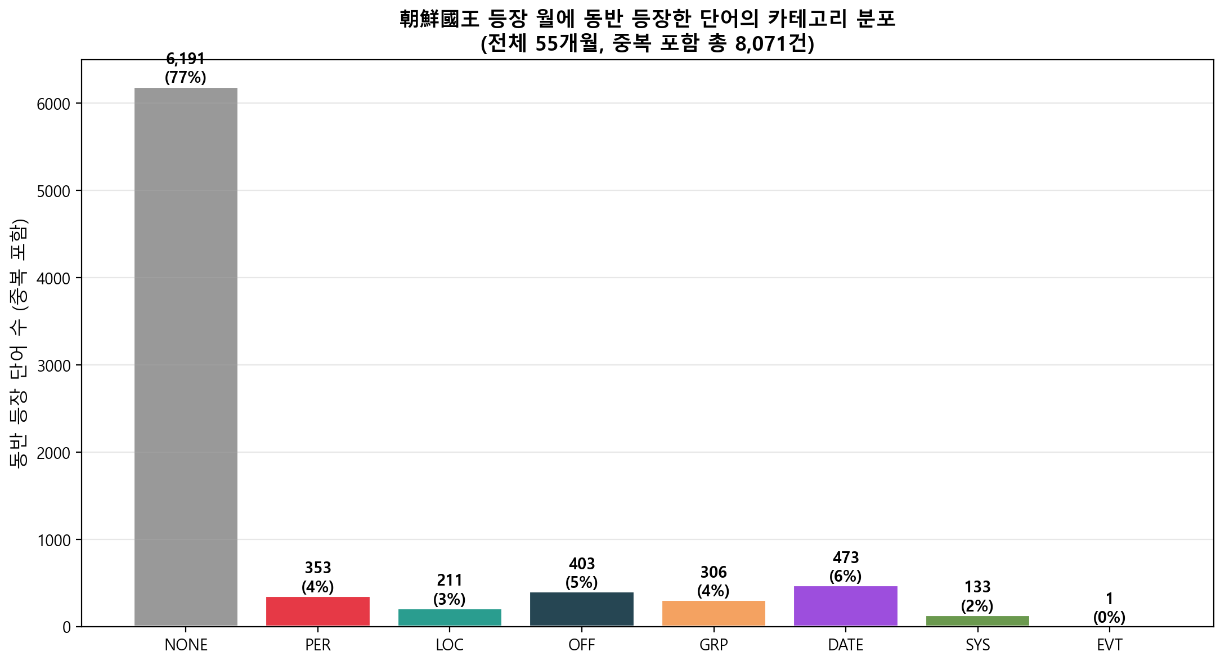 朝鮮國王 등장 월에 동반 등장한 단어의 카테고리 분포
(전체 55개월, 중복 포함 총 8,071건)
동반 등장 단어 수 (중복 포함)
6000
5000
4000
3000
2000
1000
0
6,191
(77%)
353
(4%)
211
(3%)
403
(5%)
306
(4%)
473
(6%)
133
(2%)
1
(0%)
NONE
PER
LOC
OFF
GRP
DATE
SYS
EVT